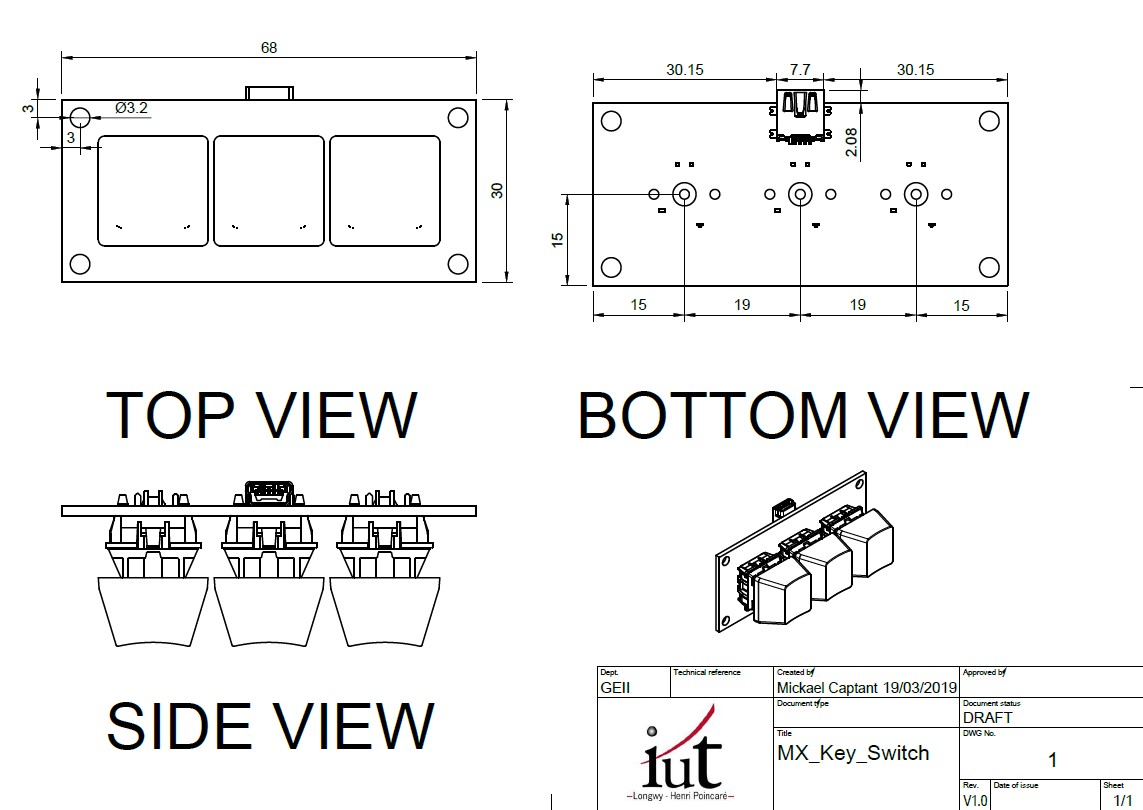 68
3
Ø3.2
3
30
30.15
7.7
30.15
2.08
15
15
19
19
15
TOP VIEW
BOTTOM VIEW
SIDE VIEW
Dept.
GEII
Technical reference
Created by
Mickael Captant 19/03/2019
Approved by
Document type
Document status
DRAFT
Title
MX_Key_Switch
DWG No.
1
Rev.
V1.0
Date of issue
Sheet
1/1
iut
Longwy - Henri Poincaré